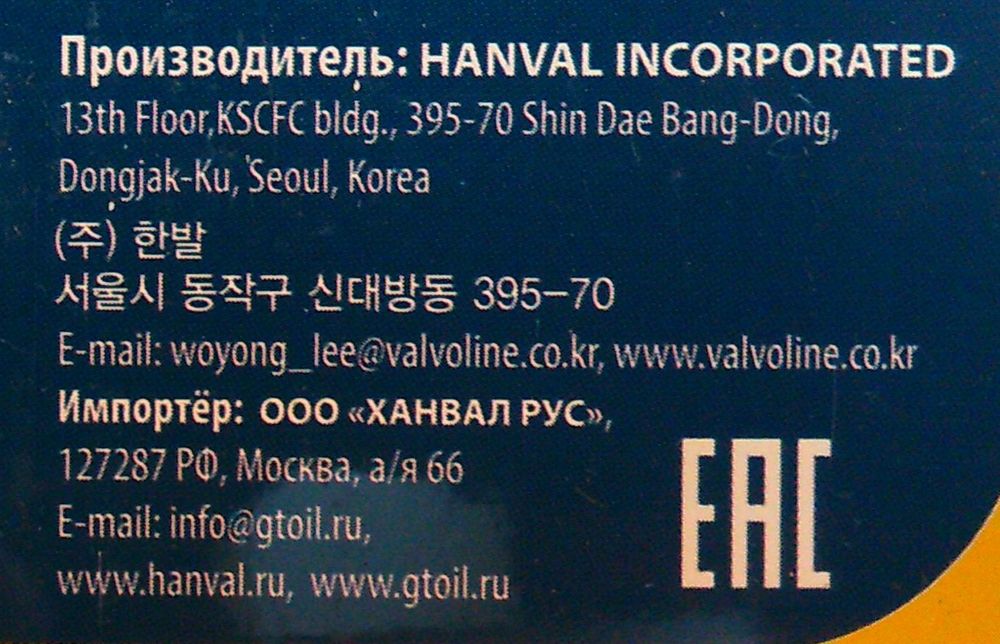 Производитель: HANVAL INCORPORATED
13th Floor,KSCFC bldg., 395-70 Shin Dae Bang-Dong,
Dongjak-Ku, Seoul, Korea
(주) 한발
서울시 동작구 신대방동 395-70
E-mail: woyong_lee@valvoline.co.kr, www.valvoline.co.kr
Импортёр: ООО «ХАНВАЛ РУС»,
127287 РФ, Москва, а/я 66
E-mail: info@gtoil.ru,
www.hanval.ru, www.gtoil.ru
EAC